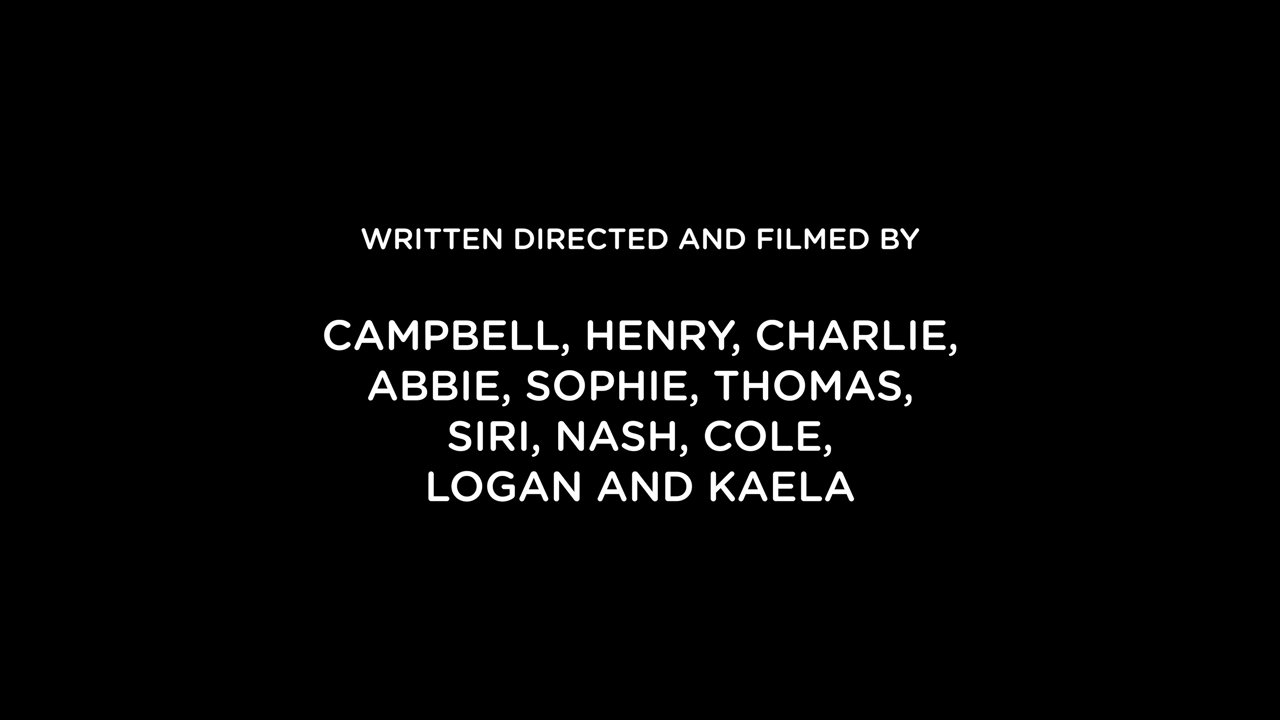 WRITTEN DIRECTED AND FILMED BY
CAMPBELL, HENRY, CHARLIE,
ABBIE, SOPHIE, THOMAS,
SIRI, NASH, COLE,
LOGAN AND KAELA